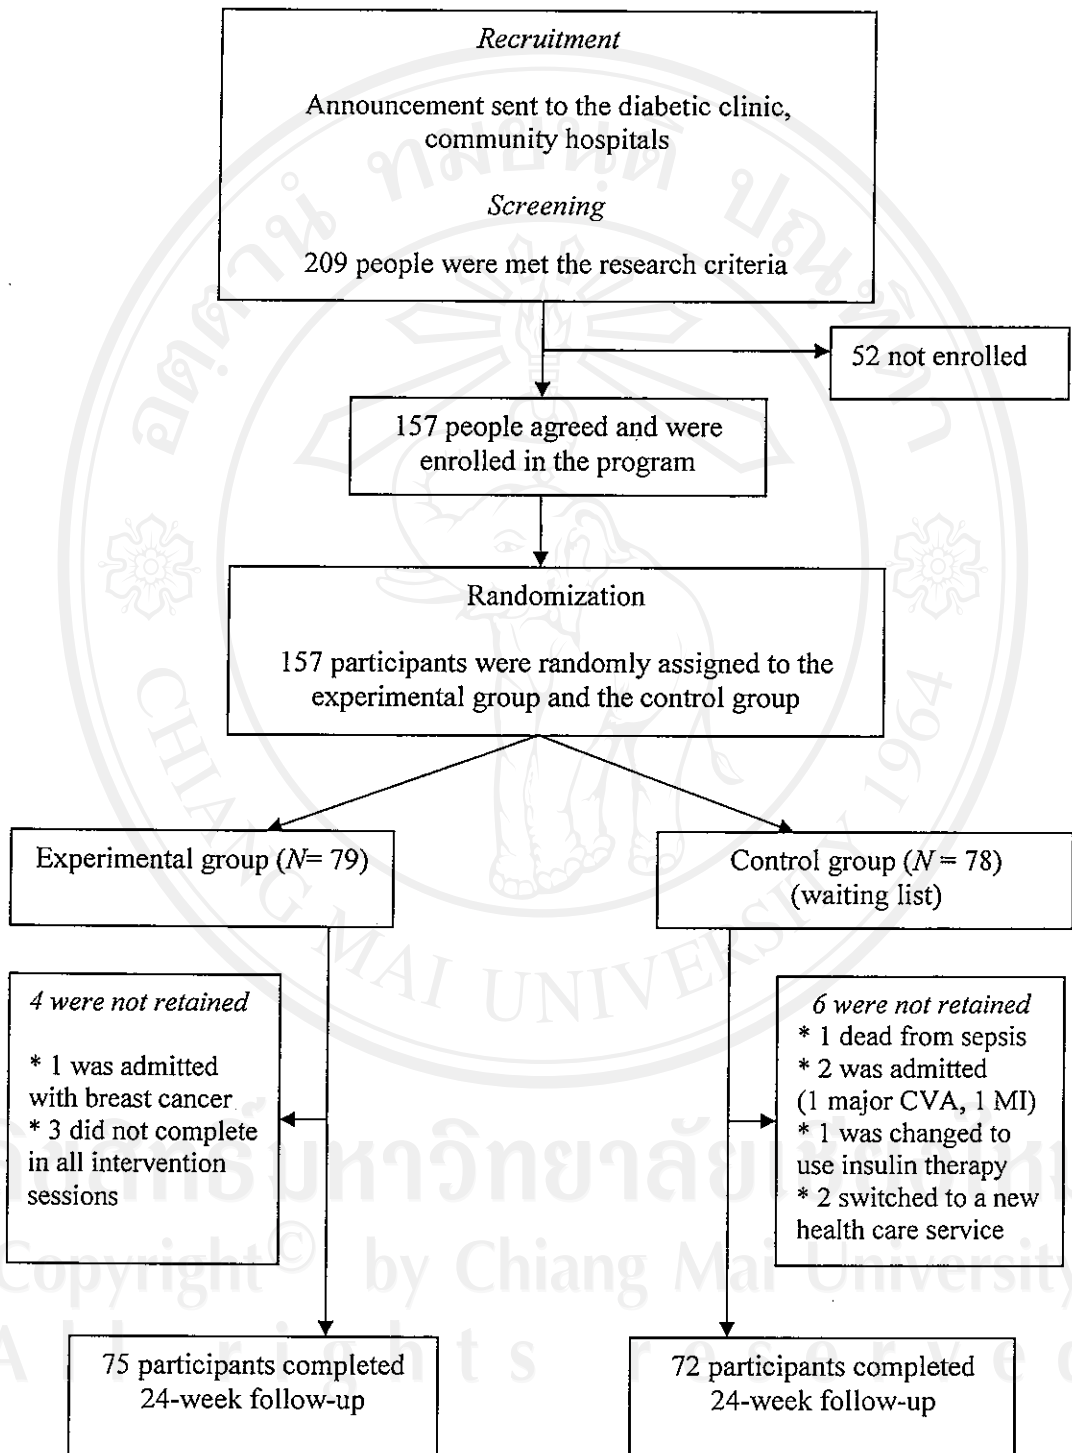 Recruitment
Announcement sent to the diabetic clinic,
community hospitals
Screening
209 people were met the research criteria
52 not enrolled
157 people agreed and were
enrolled in the program
Randomization
157 participants were randomly assigned to the
experimental group and the control group
Experimental group (N= 79)
Control group (N = 78)
(waiting list)
4 were not retained
* 1 was admitted
with breast cancer
* 3 did not complete
in all intervention
sessions
6 were not retained
* 1 dead from sepsis
* 2 was admitted
(1 major CVA, 1 MI)
* 1 was changed to
use insulin therapy
* 2 switched to a new
health care service
75 participants completed
24-week follow-up
72 participants completed
24-week follow-up
CHIANG MAI UNIVERSITY 1964
Copyright© by Chiang Mai University
All rights reserved